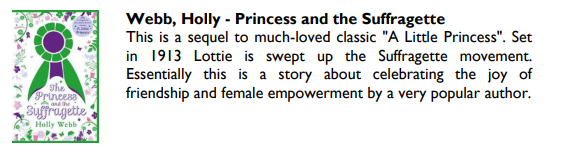 Webb, Holly - Princess and the Suffragette
This is a sequel to much-loved classic "A Little Princess". Set
in 1913 Lottie is swept up the Suffragette movement.
Essentially this is a story about celebrating the joy of
friendship and female empowerment by a very popular author.
The
Princess
and the
Suffragette
Holly Webb